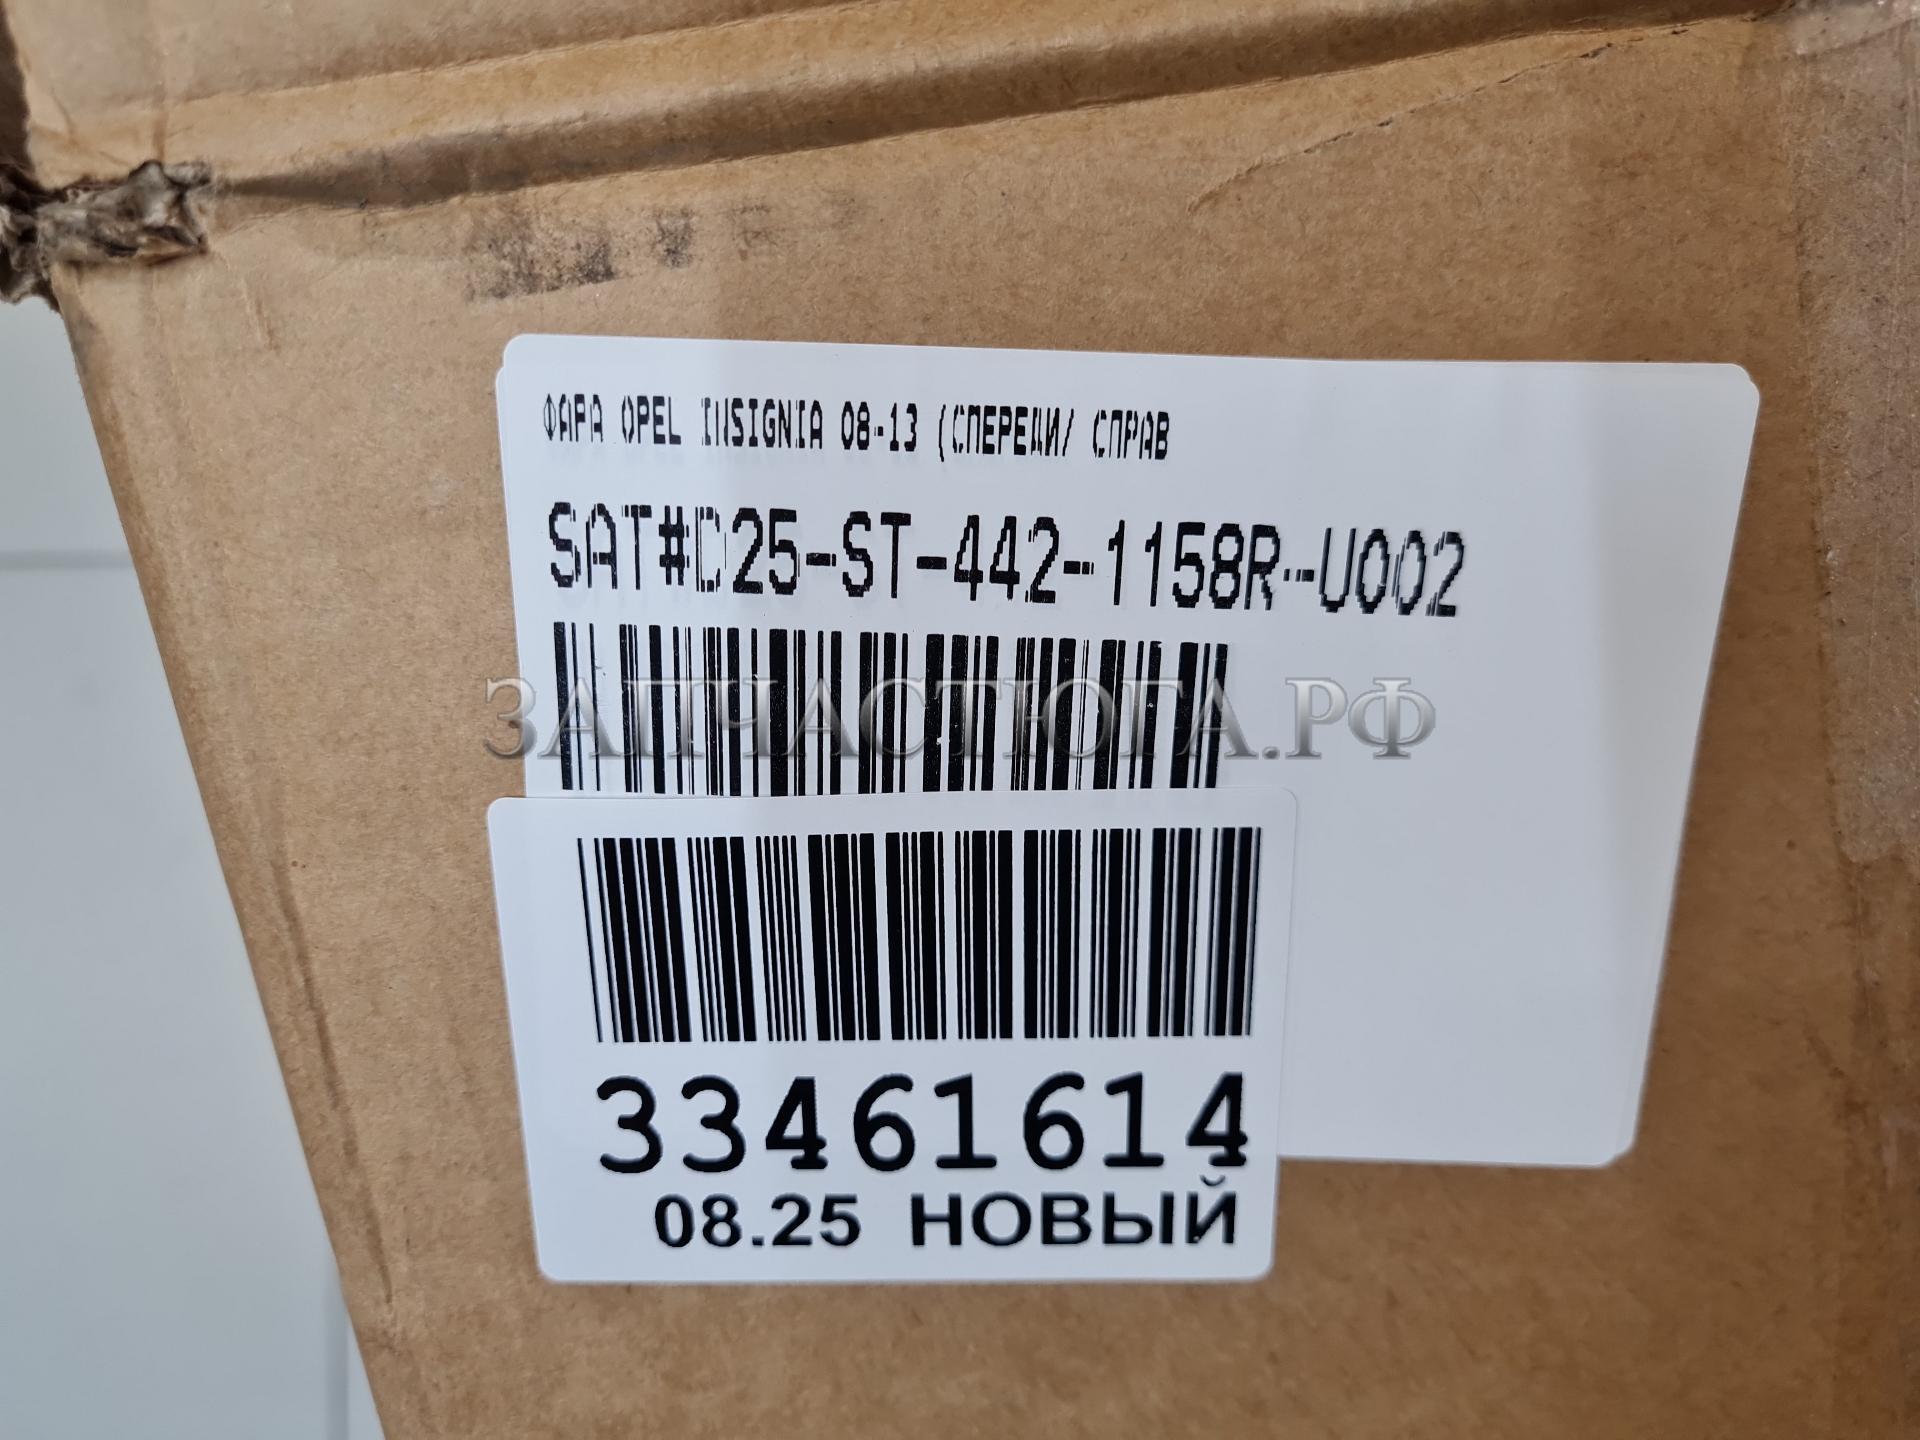 ФАРА OPEL INSIGNIA 08-13 (СПЕРЕДИ/ СПРАВ
SAT#D25-ST-442-1158R-U002
ЗАПЧАСТЮГА.РФ
33461614
08.25 НОВЫЙ